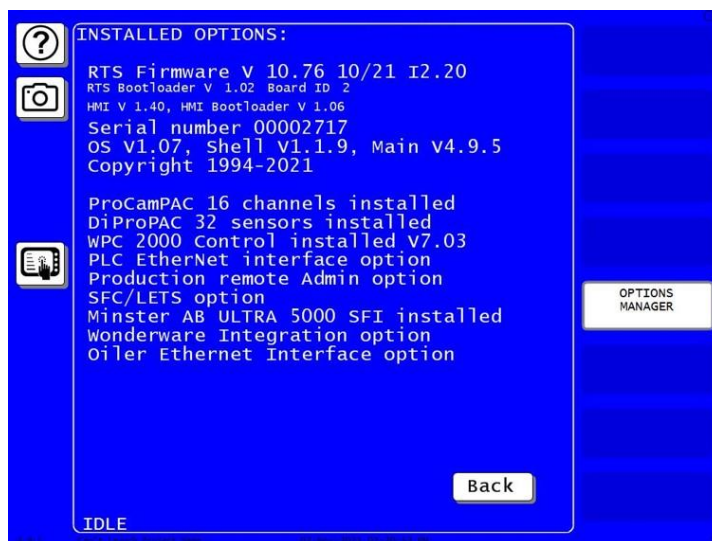 INSTALLED OPTIONS:
RTS Firmware V 10.76 10/21 I2.20
RTS Bootloader V 1.02 Board ID 2
HMI V 1.40, HMI Bootloader V 1.06
Serial number 00002717
OS V1.07, Shell V1.1.9, Main V4.9.5
Copyright 1994-2021
ProCamPAC 16 channels installed
DiProPAC 32 sensors installed
WPC 2000 Control installed V7.03
PLC EtherNet interface option
Production remote Admin option
SFC/LETS option
Minster AB ULTRA 5000 SFI installed
Wonderware Integration option
Oiler Ethernet Interface option
OPTIONS
MANAGER
Back
IDLE